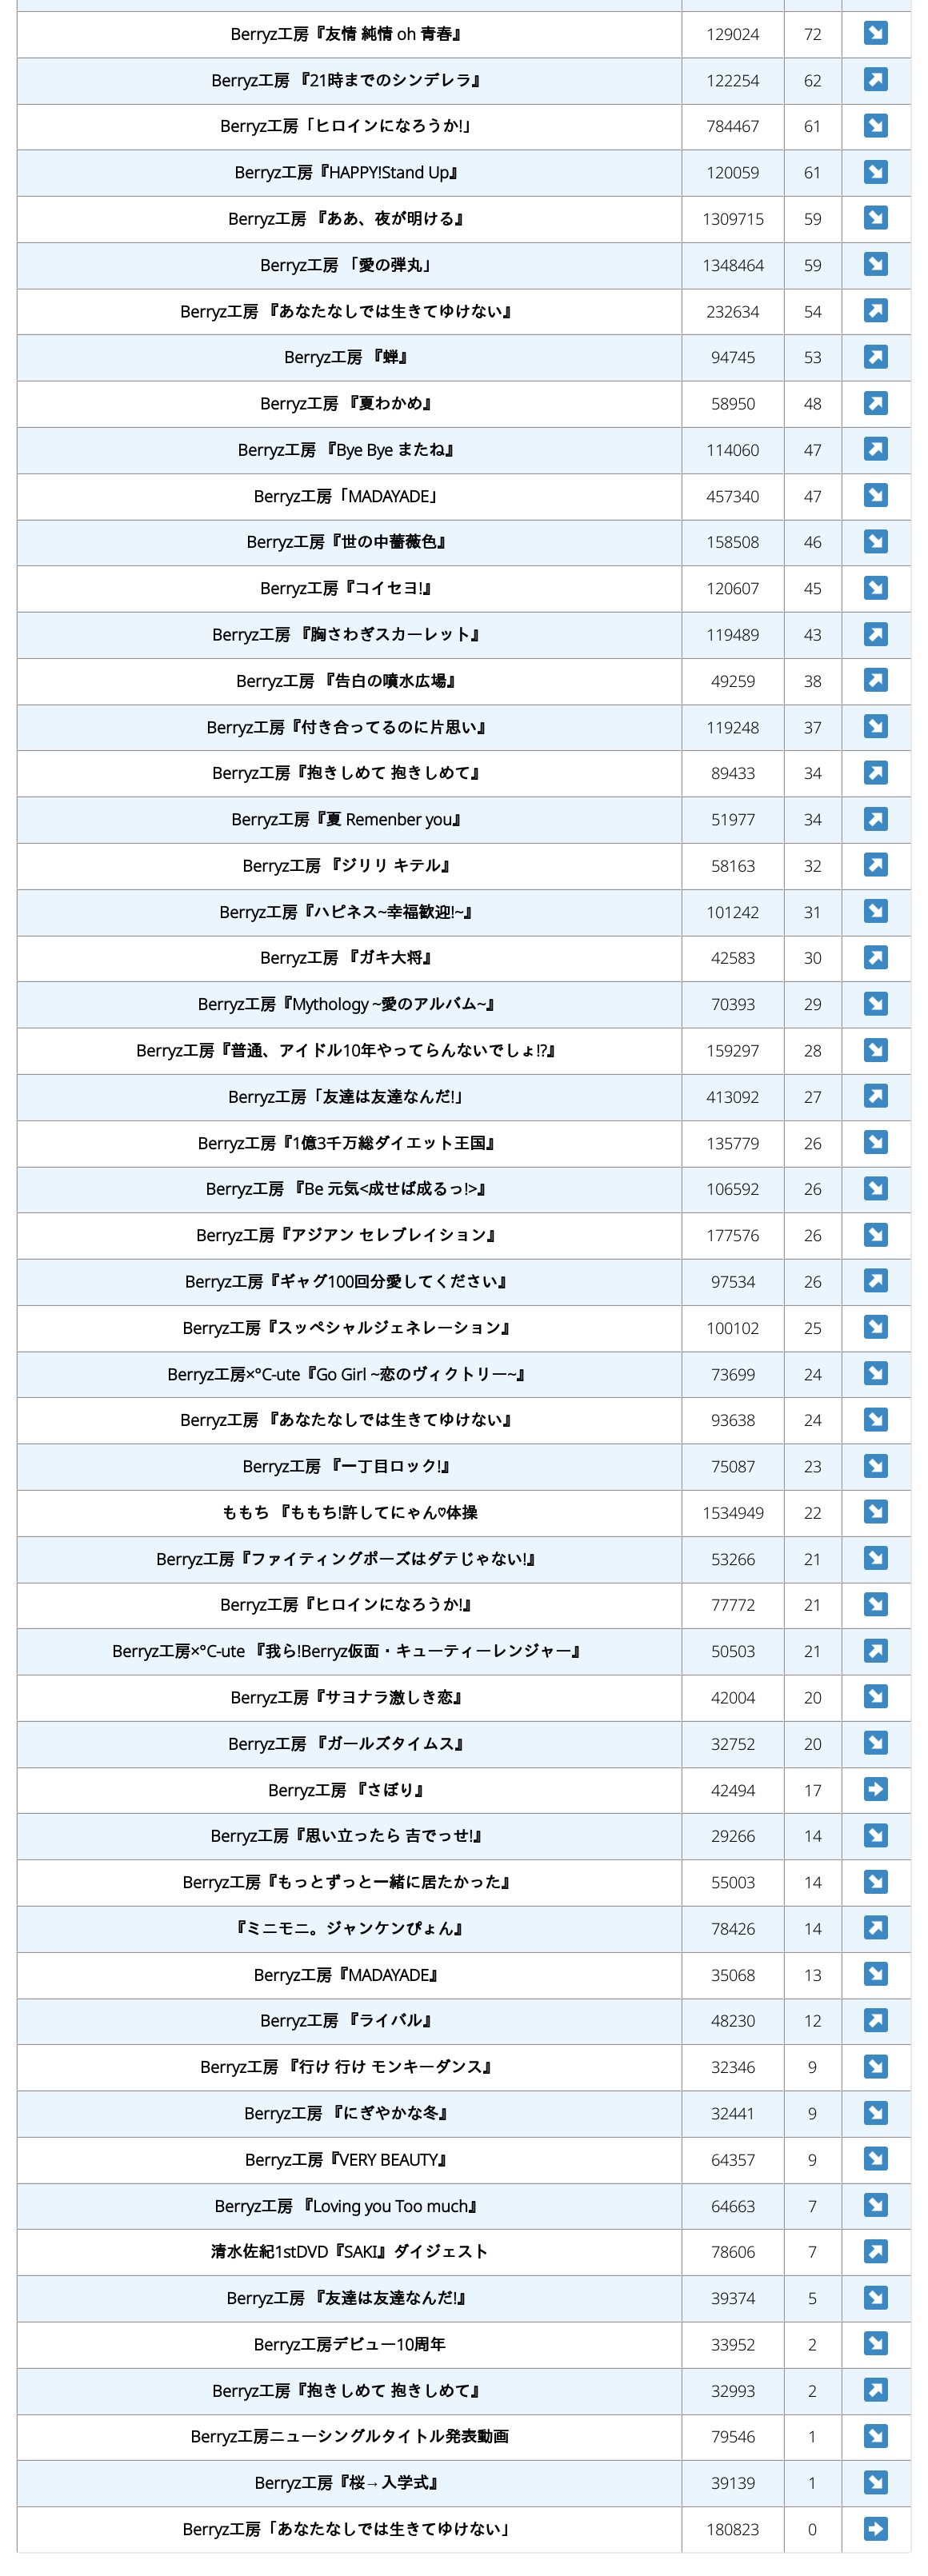 Berryz工房『友情 純情 oh 青春』 129024 72 ↘
Berryz工房 『21時までのシンデレラ』 122254 62 ↗
Berryz工房「ヒロインになろうか!」 784467 61 ↘
Berryz工房『HAPPY!Stand Up』 120059 61 ↘
Berryz工房 『ああ、夜が明ける』 1309715 59 ↘
Berryz工房 「愛の弾丸」 1348464 59 ↘
Berryz工房 『あなたなしでは生きてゆけない』 232634 54 ↗
Berryz工房 『蝉』 94745 53 ↗
Berryz工房 『夏わかめ』 58950 48 ↗
Berryz工房 『Bye Bye またね』 114060 47 ↗
Berryz工房「MADAYADE」 457340 47 ↘
Berryz工房『世の中薔薇色』 158508 46 ↘
Berryz工房『コイセヨ!』 120607 45 ↘
Berryz工房 『胸さわぎスカーレット』 119489 43 ↗
Berryz工房 『告白の噴水広場』 49259 38 ↗
Berryz工房『付き合ってるのに片思い』 119248 37 ↘
Berryz工房『抱きしめて 抱きしめて』 89433 34 ↗
Berryz工房『夏 Remenber you』 51977 34 ↗
Berryz工房 『ジリリ キテル』 58163 32 ↗
Berryz工房『ハピネス~幸福歓迎!~』 101242 31 ↘
Berryz工房 『ガキ大将』 42583 30 ↗
Berryz工房『Mythology ~愛のアルバム~』 70393 29 ↘
Berryz工房『普通、アイドル10年やってらんないでしょ!?』 159297 28 ↘
Berryz工房「友達は友達なんだ!」 413092 27 ↗
Berryz工房『1億3千万総ダイエット王国』 135779 26 ↘
Berryz工房 『Be 元気<成せば成るっ!>』 106592 26 ↘
Berryz工房『アジアン セレブレイション』 177576 26 ↘
Berryz工房『ギャグ100回分愛してください』 97534 26 ↗
Berryz工房『スッペシャルジェネレーション』 100102 25 ↘
Berryz工房×°C-ute『Go Girl ~恋のヴィクトリー~』 73699 24 ↘
Berryz工房 『あなたなしでは生きてゆけない』 93638 24 ↘
Berryz工房 『一丁目ロック!』 75087 23 ↘
ももち 『ももち!許してにゃん♡体操 1534949 22 ↘
Berryz工房『ファイティングポーズはダテじゃない!』 53266 21 ↘
Berryz工房『ヒロインになろうか!』 77772 21 ↘
Berryz工房×°C-ute 『我ら!Berryz仮面・キューティーレンジャー』 50503 21 ↗
Berryz工房『サヨナラ激しき恋』 42004 20 ↘
Berryz工房 『ガールズタイムス』 32752 20 ↘
Berryz工房 『さぼり』 42494 17 ➡
Berryz工房『思い立ったら 吉でっせ!』 29266 14 ↘
Berryz工房『もっとずっと一緒に居たかった』 55003 14 ↘
『ミニモニ。ジャンケンぴょん』 78426 14 ↗
Berryz工房『MADAYADE』 35068 13 ↘
Berryz工房 『ライバル』 48230 12 ↗
Berryz工房 『行け 行け モンキーダンス』 32346 9 ↘
Berryz工房 『にぎやかな冬』 32441 9 ↘
Berryz工房『VERY BEAUTY』 64357 9 ↘
Berryz工房 『Loving you Too much』 64663 7 ↘
清水佐紀1stDVD『SAKI』ダイジェスト 78606 7 ↗
Berryz工房 『友達は友達なんだ!』 39374 5 ↘
Berryz工房デビュー10周年 33952 2 ↘
Berryz工房『抱きしめて 抱きしめて』 32993 2 ↗
Berryz工房ニューシングルタイトル発表動画 79546 1 ↘
Berryz工房『桜→入学式』 39139 1 ↘
Berryz工房「あなたなしでは生きてゆけない」 180823 0 ➡